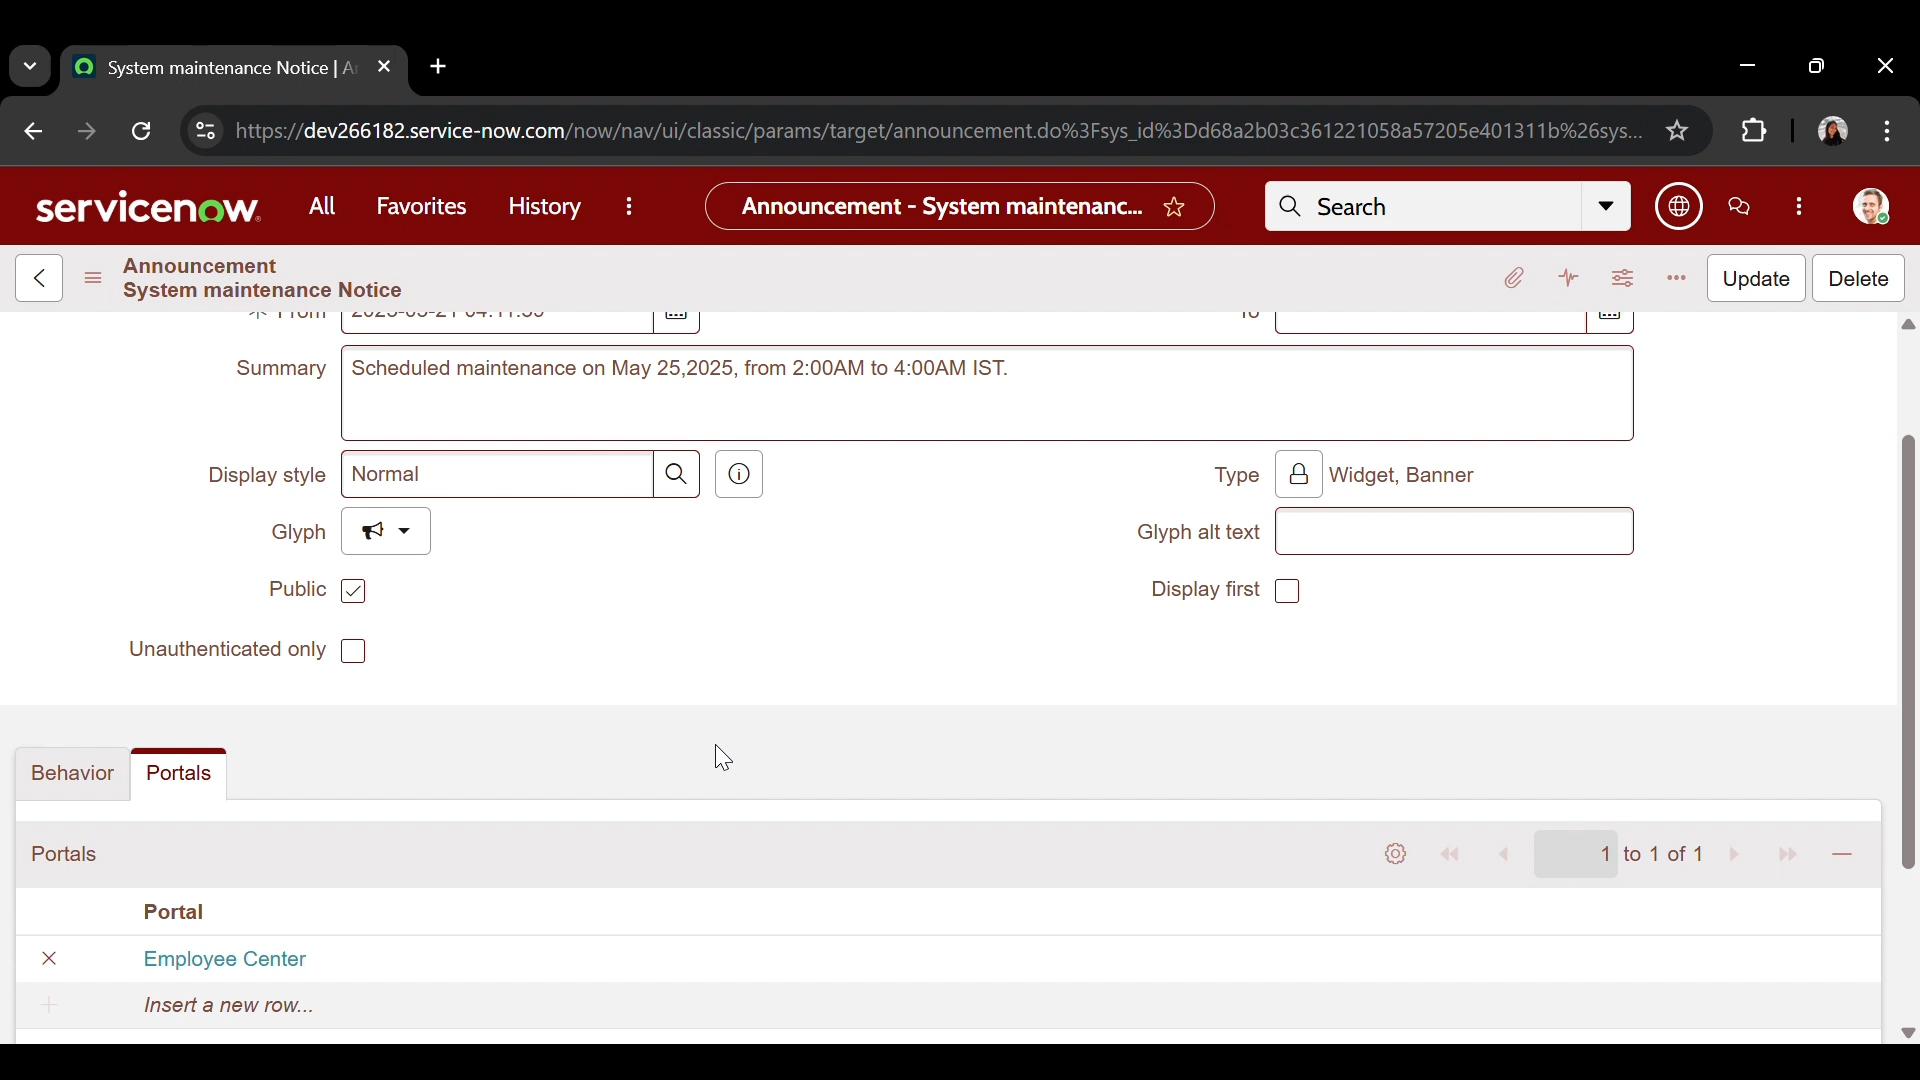 System maintenance Notice | A
https://dev266182.service-now.com/now/nav/ui/classic/params/target/announcement.do%3Fsys_id%3Dd68a2b03c361221058a57205e401311b%26sys...
servicenow All Favorites History Announcement - System maintenanc... Search
Announcement
System maintenance Notice
Update Delete
From To
Summary Scheduled maintenance on May 25,2025, from 2:00AM to 4:00AM IST.
Display style Normal Type Widget, Banner
Glyph Glyph alt text
Public Display first
Unauthenticated only
Behavior Portals
Portals 1 to 1 of 1
Portal
Employee Center
Insert a new row...